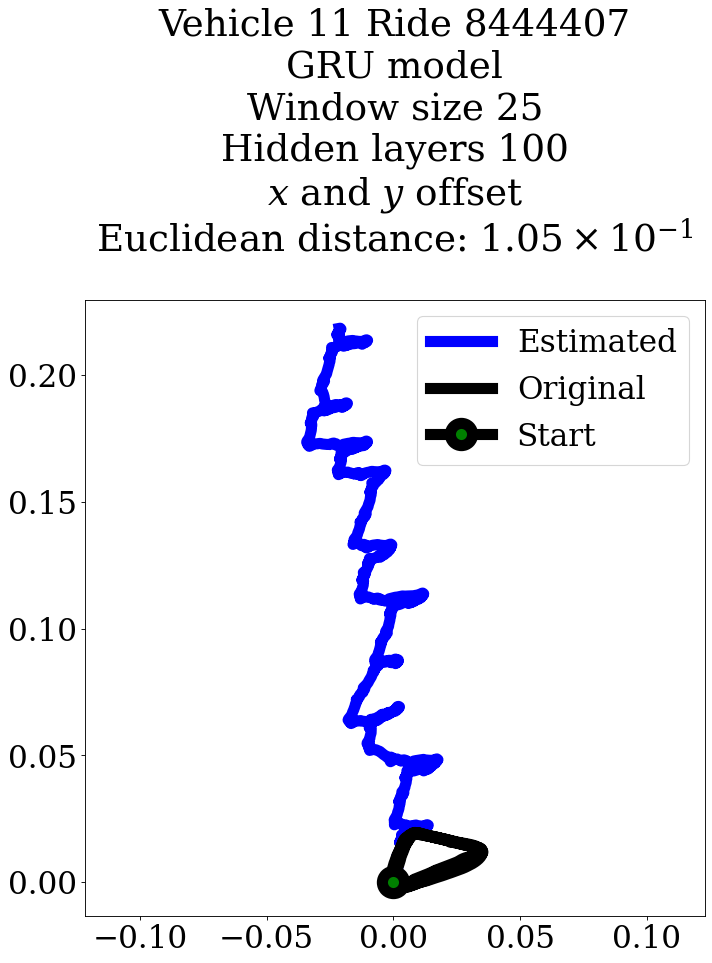 Vehicle 11 Ride 8444407
GRU model
Window size 25
Hidden layers 100
x and y offset
Euclidean distance: 1.05 × 10⁻¹
Estimated
Original
Start
0.20
0.15
0.10
0.05
0.00
−0.10 −0.05 0.00 0.05 0.10